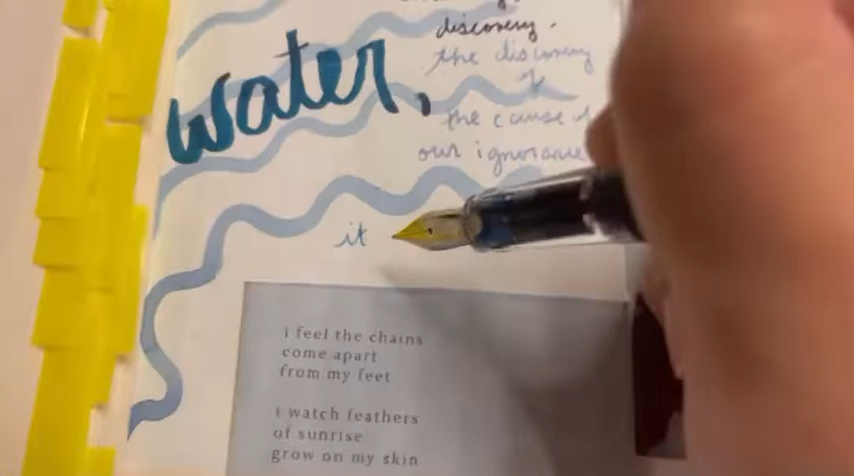 discovery.
the discovery
of
water,
the cause of
our ignorance
it
i feel the chains
come apart
from my feet
i watch feathers
of sunrise
grow on my skin